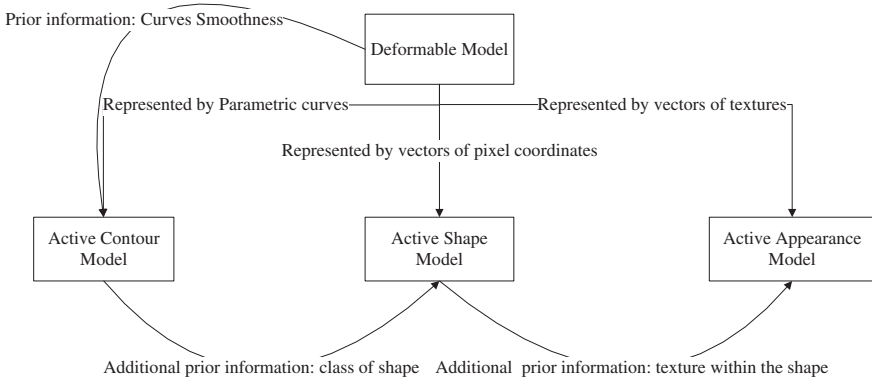 Prior information: Curves Smoothness
Deformable Model
Represented by Parametric curves
Represented by vectors of textures
Represented by vectors of pixel coordinates
Active Contour
Model
Active Shape
Model
Active Appearance
Model
Additional prior information: class of shape
Additional prior information: texture within the shape